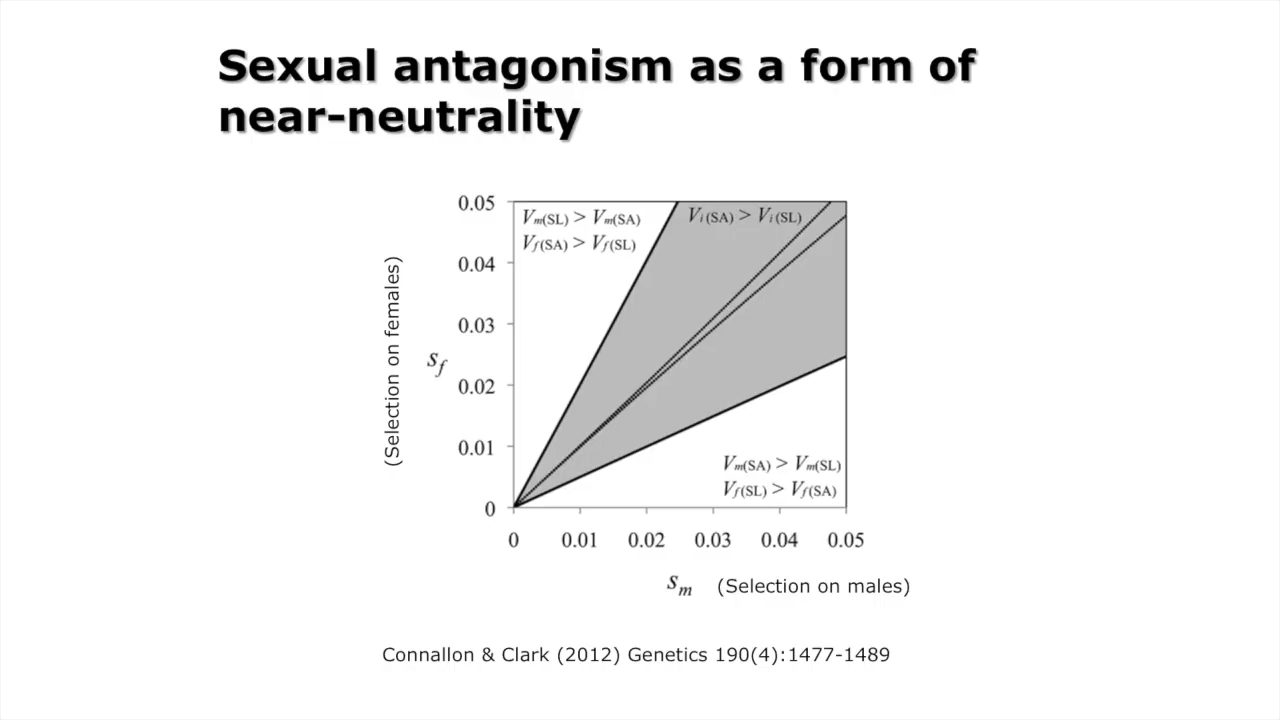 Sexual antagonism as a form of
near-neutrality
0.05
0.04
0.03
0.02
0.01
0
Vm(SL) > Vm(SA)
Vf(SA) > Vf(SL)
Vi(SA) > Vi(SL)
Vm(SA) > Vm(SL)
Vf(SL) > Vf(SA)
(Selection on females)
sf
0 0.01 0.02 0.03 0.04 0.05
sm (Selection on males)
Connallon & Clark (2012) Genetics 190(4):1477-1489